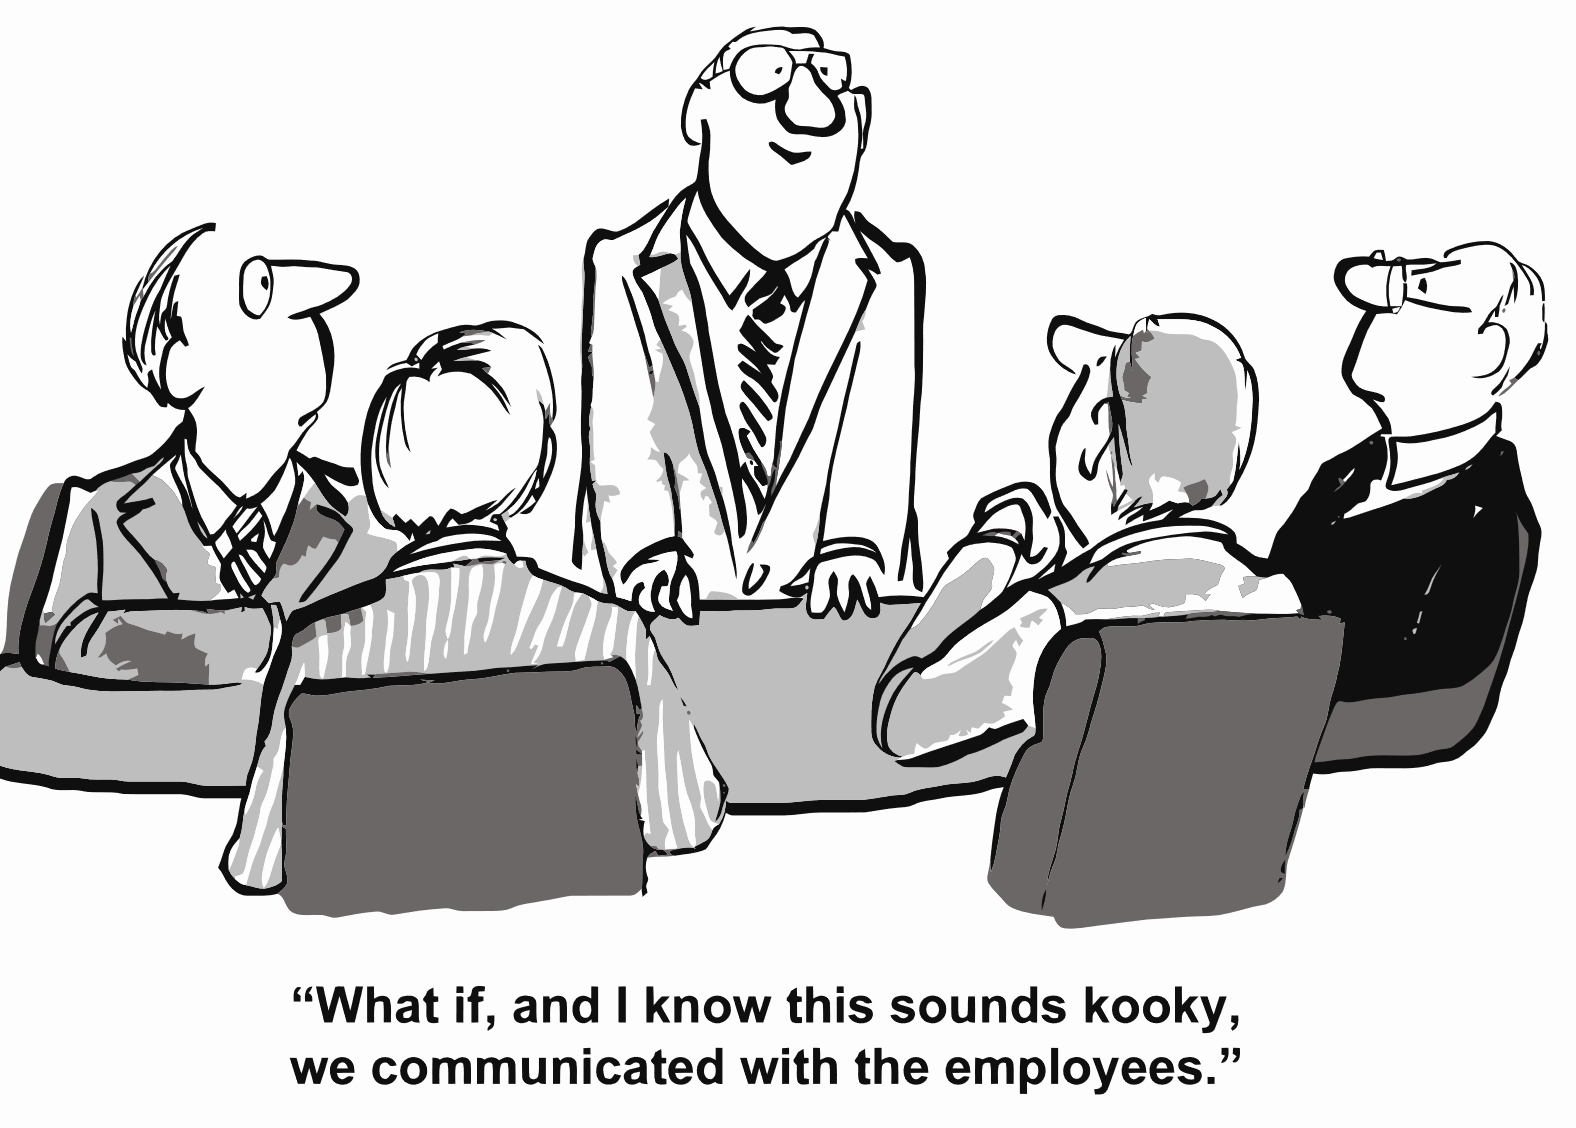 “What if, and I know this sounds kooky,
we communicated with the employees.”